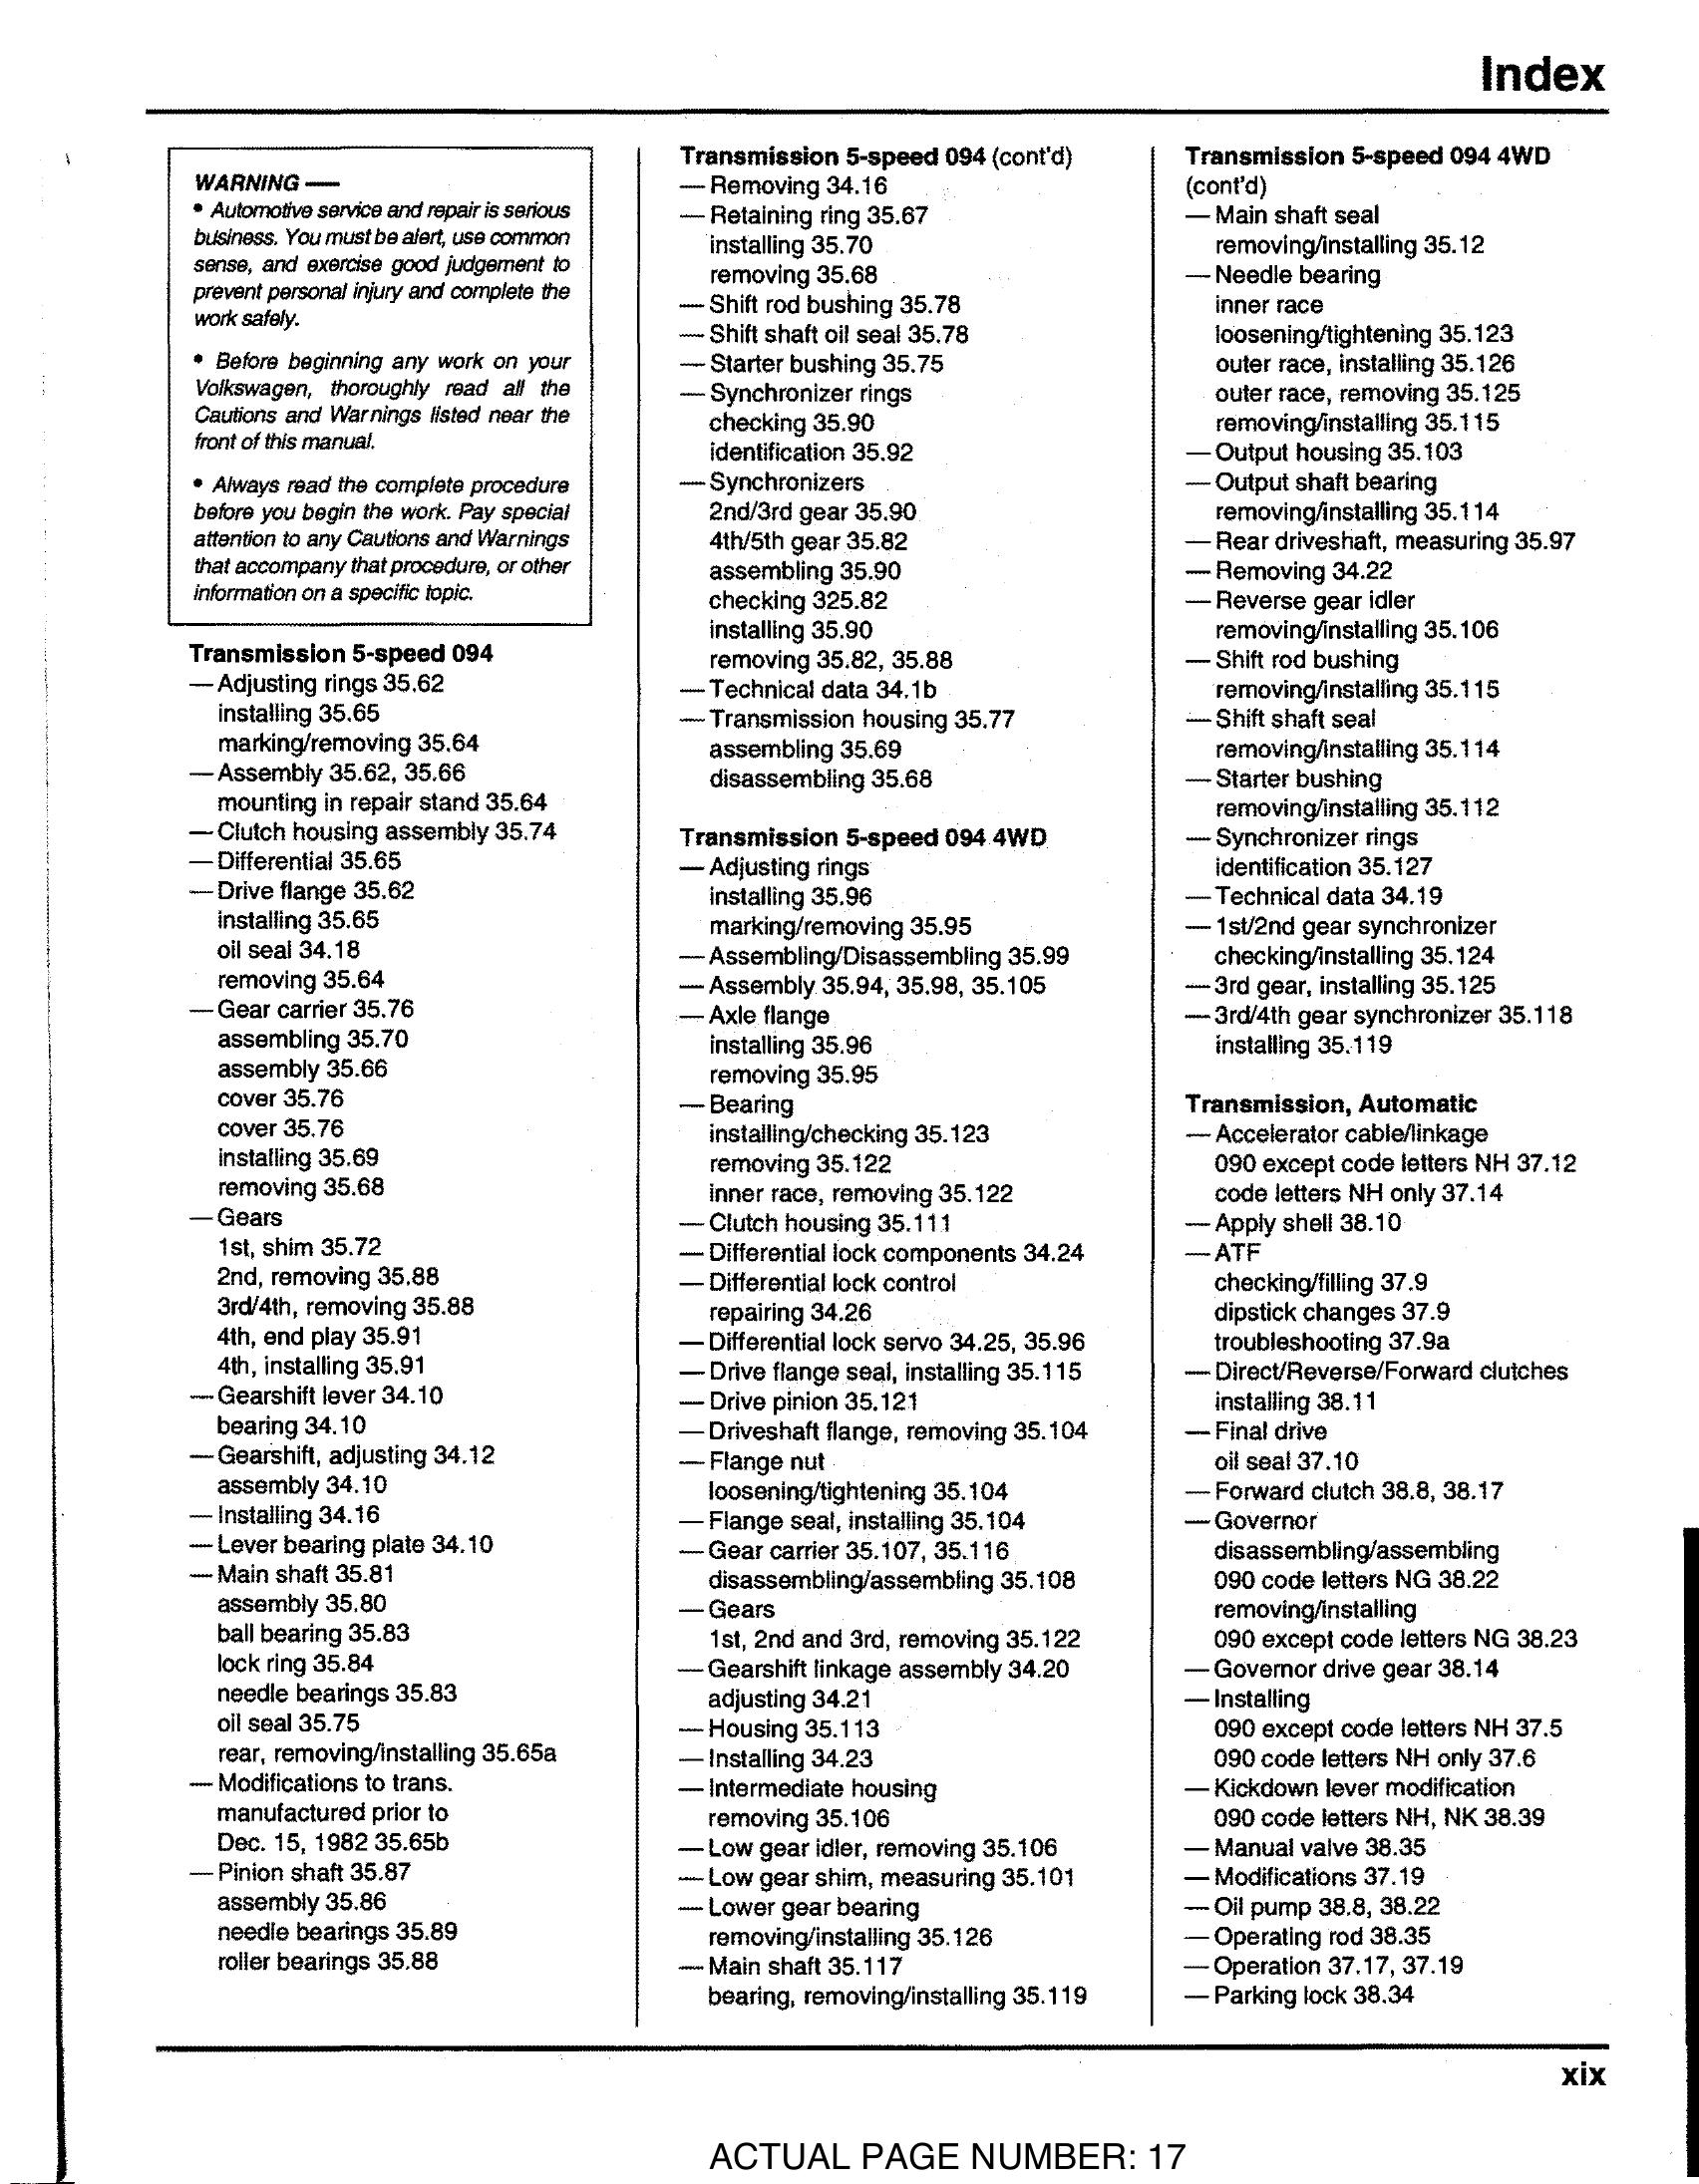 Index
WARNING —
• Automotive service and repair is serious
business. You must be alert, use common
sense, and exercise good judgement to
prevent personal injury and complete the
work safely.
• Before beginning any work on your
Volkswagen, thoroughly read all the
Cautions and Warnings listed near the
front of this manual.
• Always read the complete procedure
before you begin the work. Pay special
attention to any Cautions and Warnings
that accompany that procedure, or other
information on a specific topic.
Transmission 5-speed 094
— Adjusting rings 35.62
installing 35.65
marking/removing 35.64
— Assembly 35.62, 35.66
mounting in repair stand 35.64
— Clutch housing assembly 35.74
— Differential 35.65
— Drive flange 35.62
installing 35.65
oil seal 34.18
removing 35.64
— Gear carrier 35.76
assembling 35.70
assembly 35.66
cover 35.76
cover 35.76
installing 35.69
removing 35.68
— Gears
1st, shim 35.72
2nd, removing 35.88
3rd/4th, removing 35.88
4th, end play 35.91
4th, installing 35.91
— Gearshift lever 34.10
bearing 34.10
— Gearshift, adjusting 34.12
assembly 34.10
— Installing 34.16
— Lever bearing plate 34.10
— Main shaft 35.81
assembly 35.80
ball bearing 35.83
lock ring 35.84
needle bearings 35.83
oil seal 35.75
rear, removing/installing 35.65a
— Modifications to trans.
manufactured prior to
Dec. 15, 1982 35.65b
— Pinion shaft 35.87
assembly 35.86
needle bearings 35.89
roller bearings 35.88
Transmission 5-speed 094 (cont'd)
— Removing 34.16
— Retaining ring 35.67
installing 35.70
removing 35.68
— Shift rod bushing 35.78
— Shift shaft oil seal 35.78
— Starter bushing 35.75
— Synchronizer rings
checking 35.90
identification 35.92
— Synchronizers
2nd/3rd gear 35.90
4th/5th gear 35.82
assembling 35.90
checking 325.82
installing 35.90
removing 35.82, 35.88
— Technical data 34.1b
— Transmission housing 35.77
assembling 35.69
disassembling 35.68
Transmission 5-speed 094 4WD
— Adjusting rings
installing 35.96
marking/removing 35.95
— Assembling/Disassembling 35.99
— Assembly 35.94, 35.98, 35.105
— Axle flange
installing 35.96
removing 35.95
— Bearing
installing/checking 35.123
removing 35.122
inner race, removing 35.122
— Clutch housing 35.111
— Differential lock components 34.24
— Differential lock control
repairing 34.26
— Differential lock servo 34.25, 35.96
— Drive flange seal, installing 35.115
— Drive pinion 35.121
— Driveshaft flange, removing 35.104
— Flange nut
loosening/tightening 35.104
— Flange seal, installing 35.104
— Gear carrier 35.107, 35.116
disassembling/assembling 35.108
— Gears
1st, 2nd and 3rd, removing 35.122
— Gearshift linkage assembly 34.20
adjusting 34.21
— Housing 35.113
— Installing 34.23
— Intermediate housing
removing 35.106
— Low gear idler, removing 35.106
— Low gear shim, measuring 35.101
— Lower gear bearing
removing/installing 35.126
— Main shaft 35.117
bearing, removing/installing 35.119
Transmission 5-speed 094 4WD
(cont'd)
— Main shaft seal
removing/installing 35.12
— Needle bearing
inner race
loosening/tightening 35.123
outer race, installing 35.126
outer race, removing 35.125
removing/installing 35.115
— Output housing 35.103
— Output shaft bearing
removing/installing 35.114
— Rear driveshaft, measuring 35.97
— Removing 34.22
— Reverse gear idler
removing/installing 35.106
— Shift rod bushing
removing/installing 35.115
— Shift shaft seal
removing/installing 35.114
— Starter bushing
removing/installing 35.112
— Synchronizer rings
identification 35.127
— Technical data 34.19
— 1st/2nd gear synchronizer
checking/installing 35.124
— 3rd gear, installing 35.125
— 3rd/4th gear synchronizer 35.118
installing 35.119
Transmission, Automatic
— Accelerator cable/linkage
090 except code letters NH 37.12
code letters NH only 37.14
— Apply shell 38.10
— ATF
checking/filling 37.9
dipstick changes 37.9
troubleshooting 37.9a
— Direct/Reverse/Forward clutches
installing 38.11
— Final drive
oil seal 37.10
— Forward clutch 38.8, 38.17
— Governor
disassembling/assembling
090 code letters NG 38.22
removing/installing
090 except code letters NG 38.23
— Governor drive gear 38.14
— Installing
090 except code letters NH 37.5
090 code letters NH only 37.6
— Kickdown lever modification
090 code letters NH, NK 38.39
— Manual valve 38.35
— Modifications 37.19
— Oil pump 38.8, 38.22
— Operating rod 38.35
— Operation 37.17, 37.19
— Parking lock 38.34
xix
ACTUAL PAGE NUMBER: 17